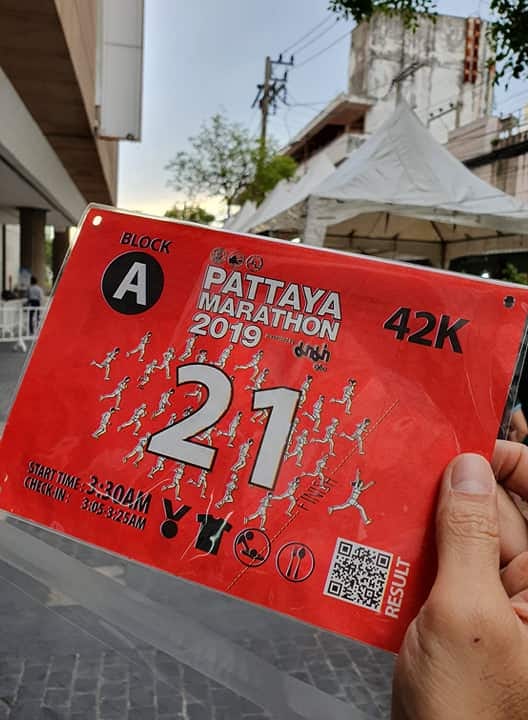 BLOCK
A
PATTAYA
MARATHON
2019
42K
21
FINISH
START TIME : 3:30AM
CHECK-IN : 3:05-3:25AM
RESULT